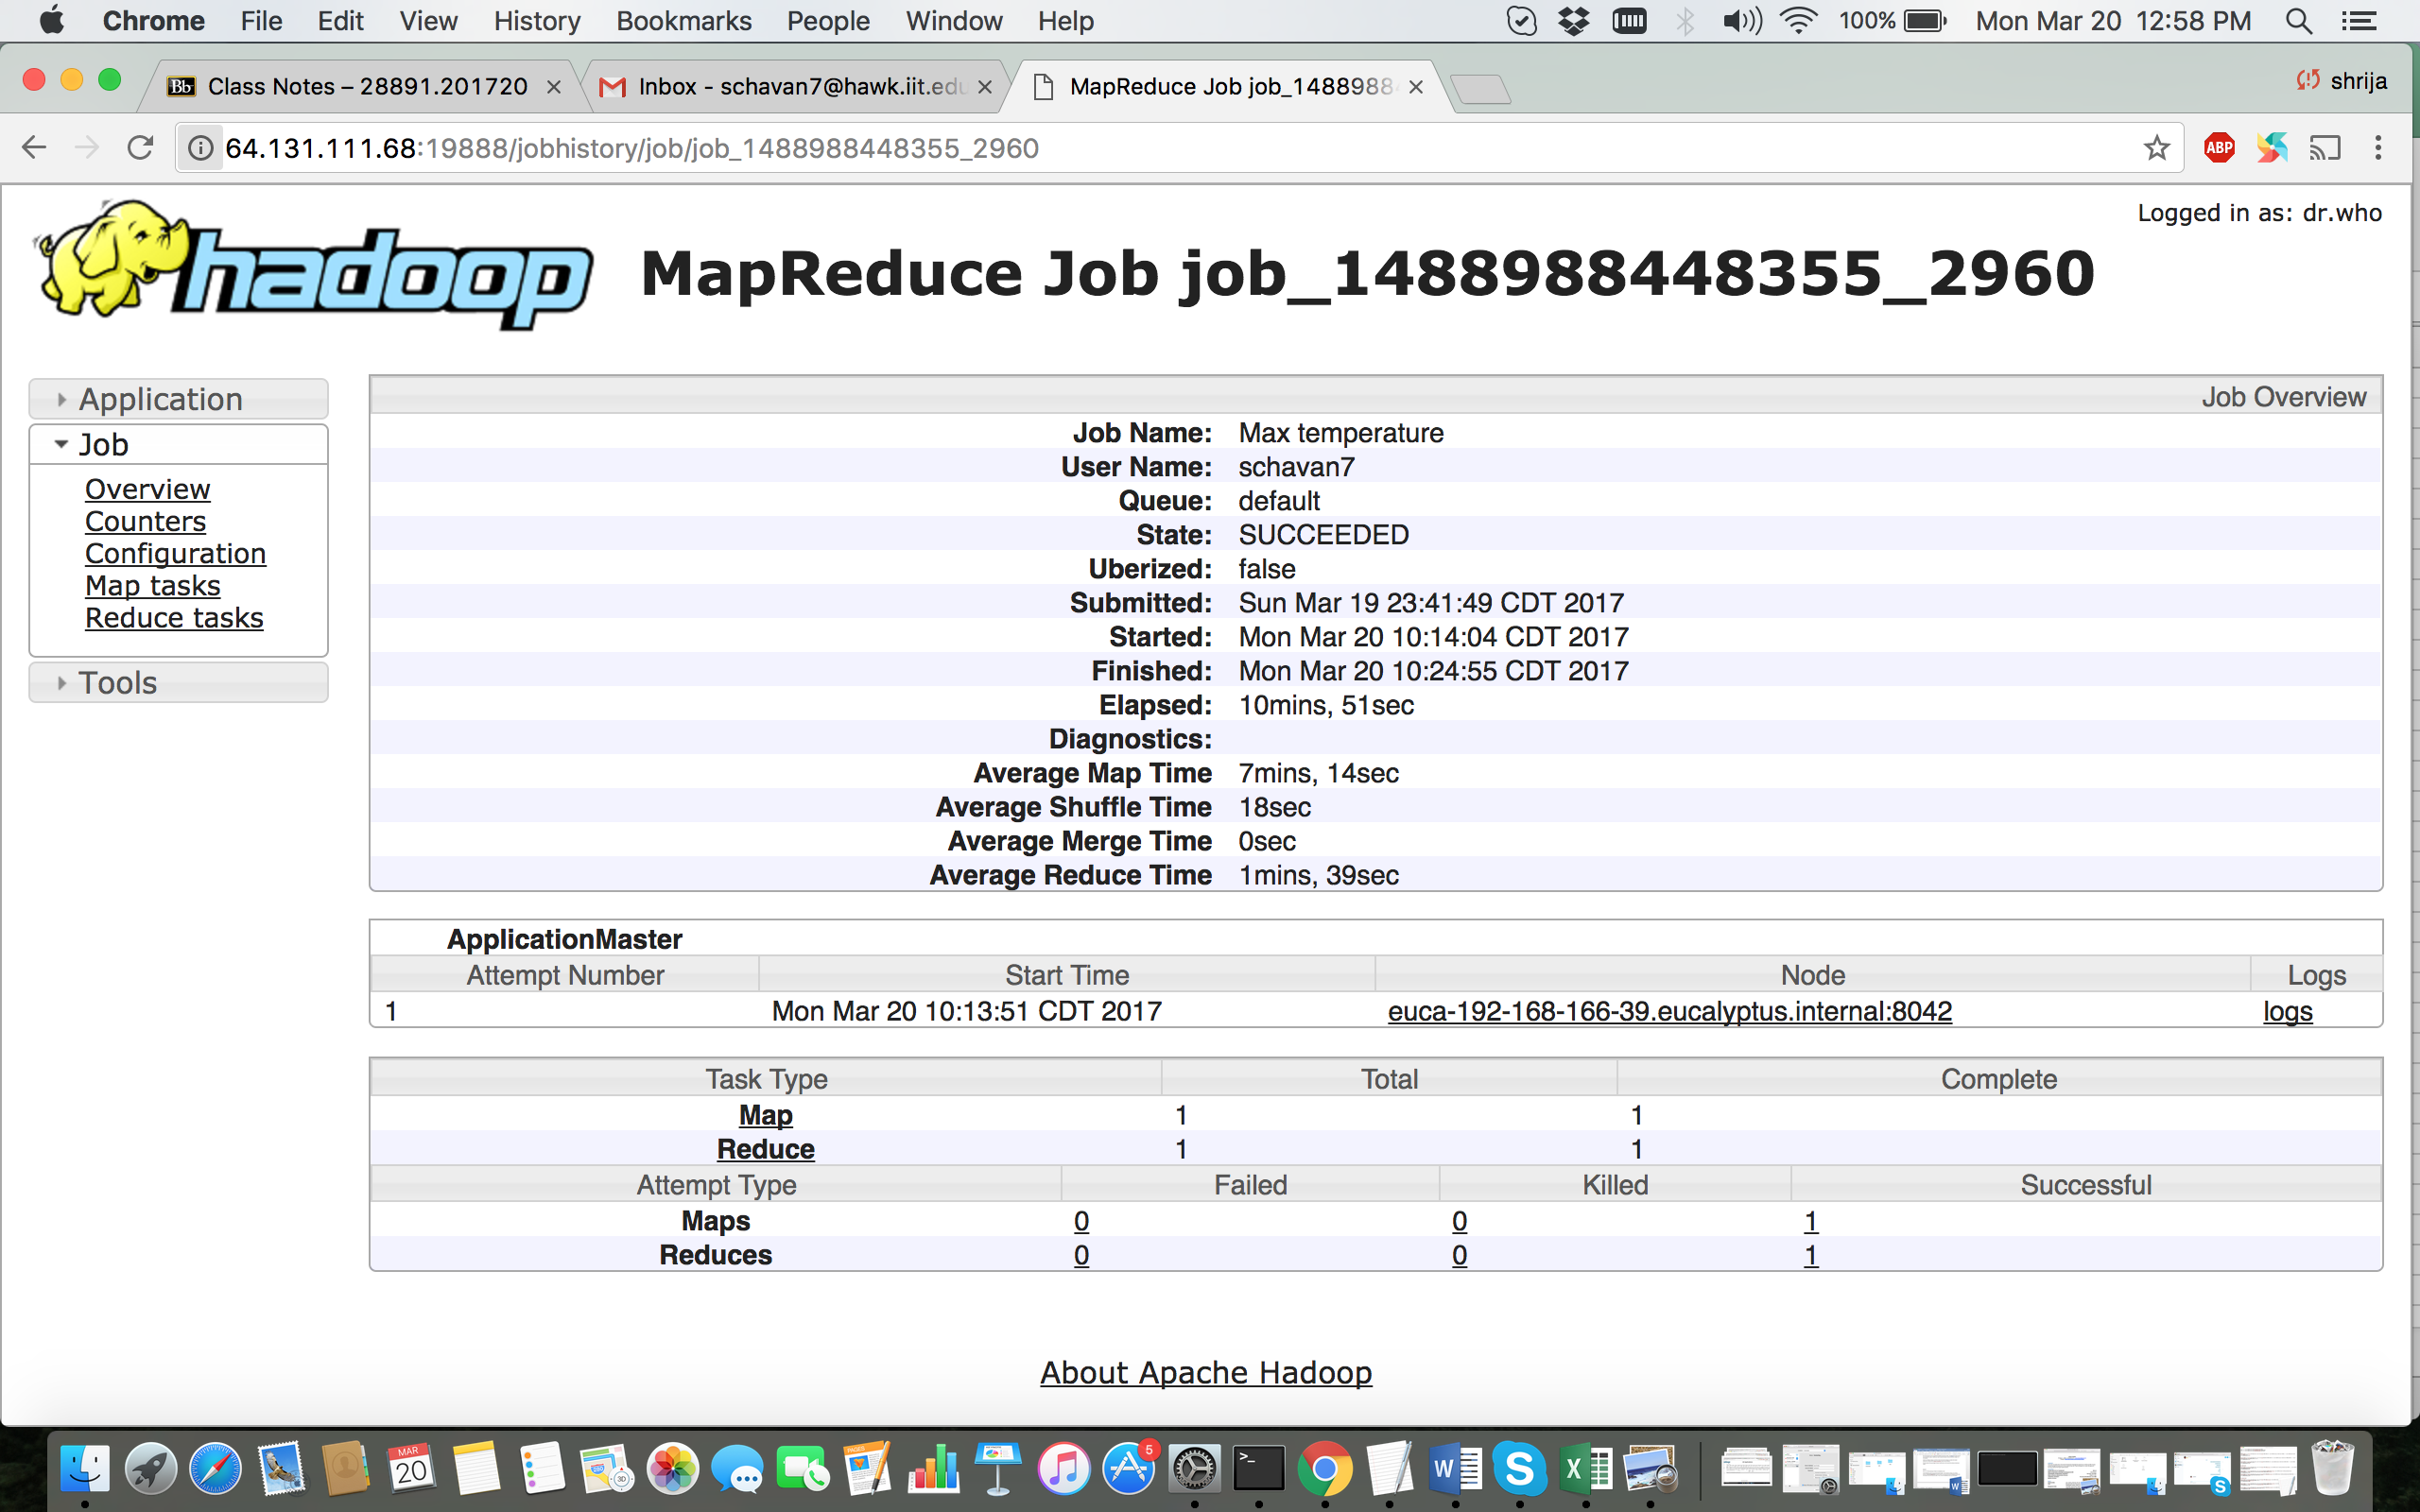 Chrome File Edit View History Bookmarks People Window Help 100% Mon Mar 20 12:58 PM
Bb Class Notes – 28891.201720 Inbox - schavan7@hawk.iit.edu MapReduce Job job_1488988 shrija
64.131.111.68:19888/jobhistory/job/job_1488988448355_2960 ABP
Logged in as: dr.who
hadoop MapReduce Job job_1488988448355_2960
Application
Job
Overview
Counters
Configuration
Map tasks
Reduce tasks
Tools
Job Overview
Job Name: Max temperature
User Name: schavan7
Queue: default
State: SUCCEEDED
Uberized: false
Submitted: Sun Mar 19 23:41:49 CDT 2017
Started: Mon Mar 20 10:14:04 CDT 2017
Finished: Mon Mar 20 10:24:55 CDT 2017
Elapsed: 10mins, 51sec
Diagnostics:
Average Map Time 7mins, 14sec
Average Shuffle Time 18sec
Average Merge Time 0sec
Average Reduce Time 1mins, 39sec
ApplicationMaster
Attempt Number Start Time Node Logs
1 Mon Mar 20 10:13:51 CDT 2017 euca-192-168-166-39.eucalyptus.internal:8042 logs
Task Type Total Complete
Map 1 1
Reduce 1 1
Attempt Type Failed Killed Successful
Maps 0 0 1
Reduces 0 0 1
About Apache Hadoop
MAR
20
PAGES
3D
5
>_
W
S
X
W
S